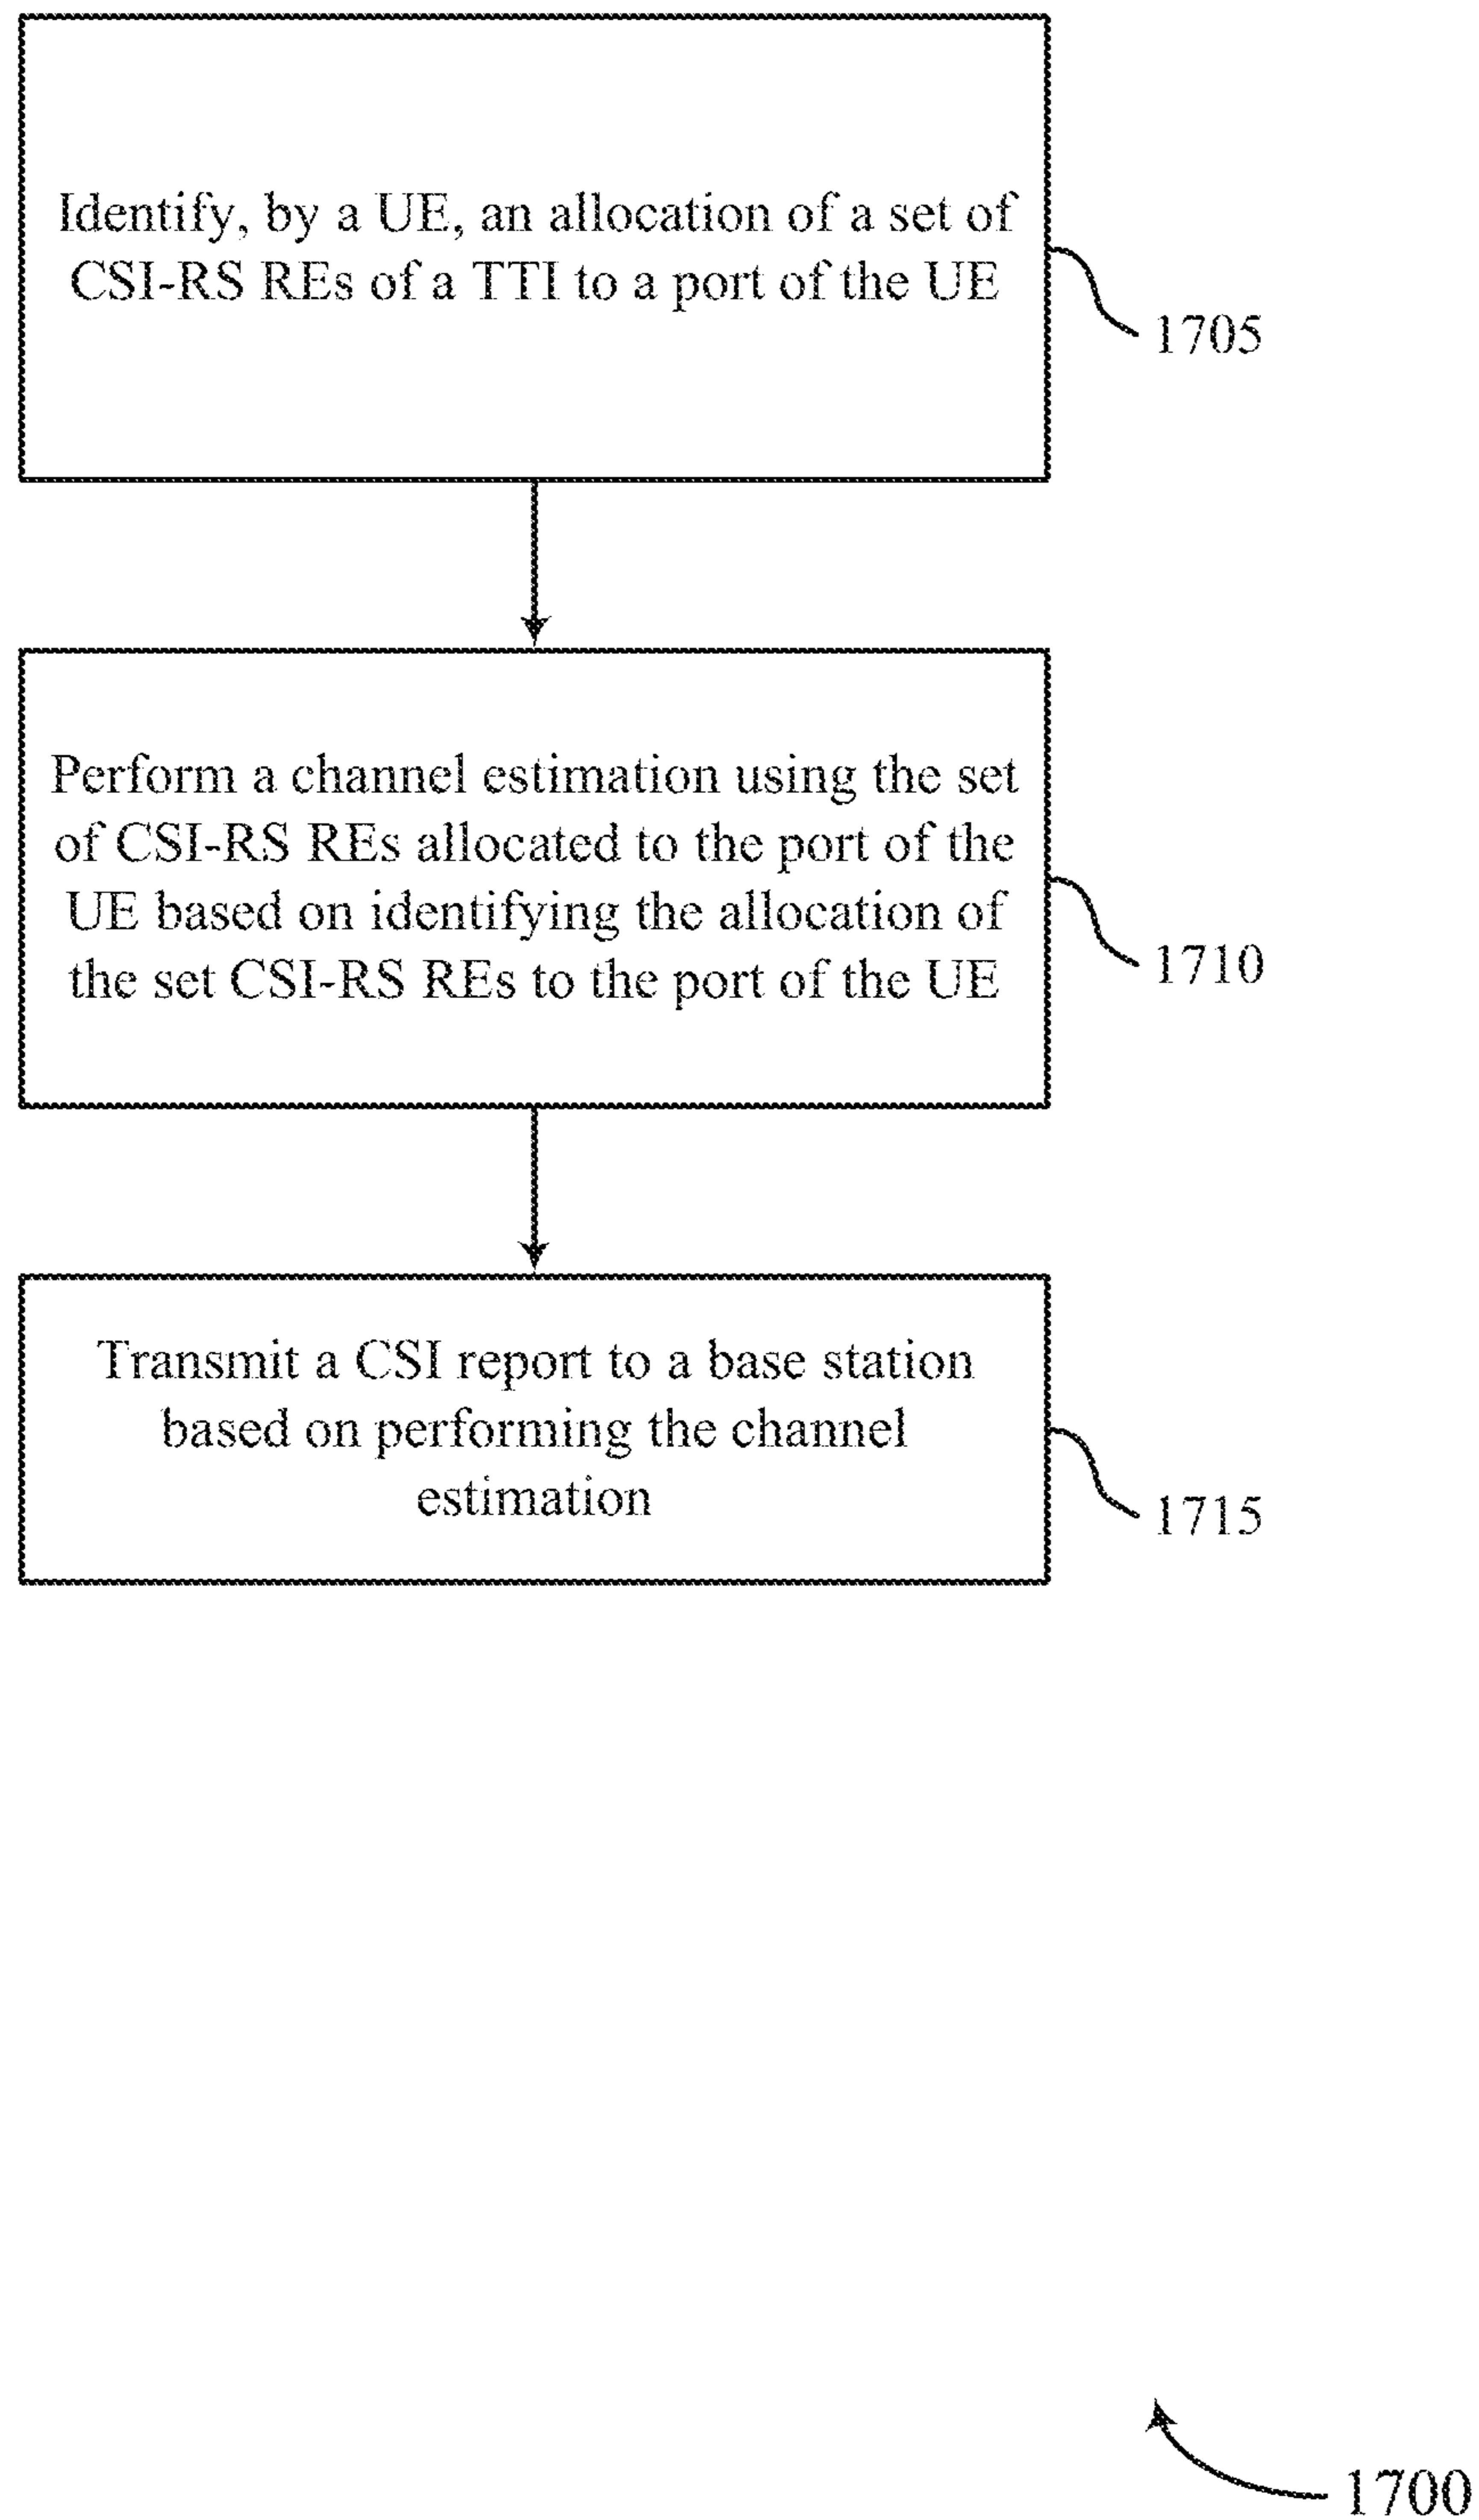 Identify, by a UE, an allocation of a set of
CSI-RS REs of a TTI to a port of the UE
1705
Perform a channel estimation using the set
of CSI-RS REs allocated to the port of the
UE based on identifying the allocation of
the set CSI-RS REs to the port of the UE
1710
Transmit a CSI report to a base station
based on performing the channel
estimation
1715
1700